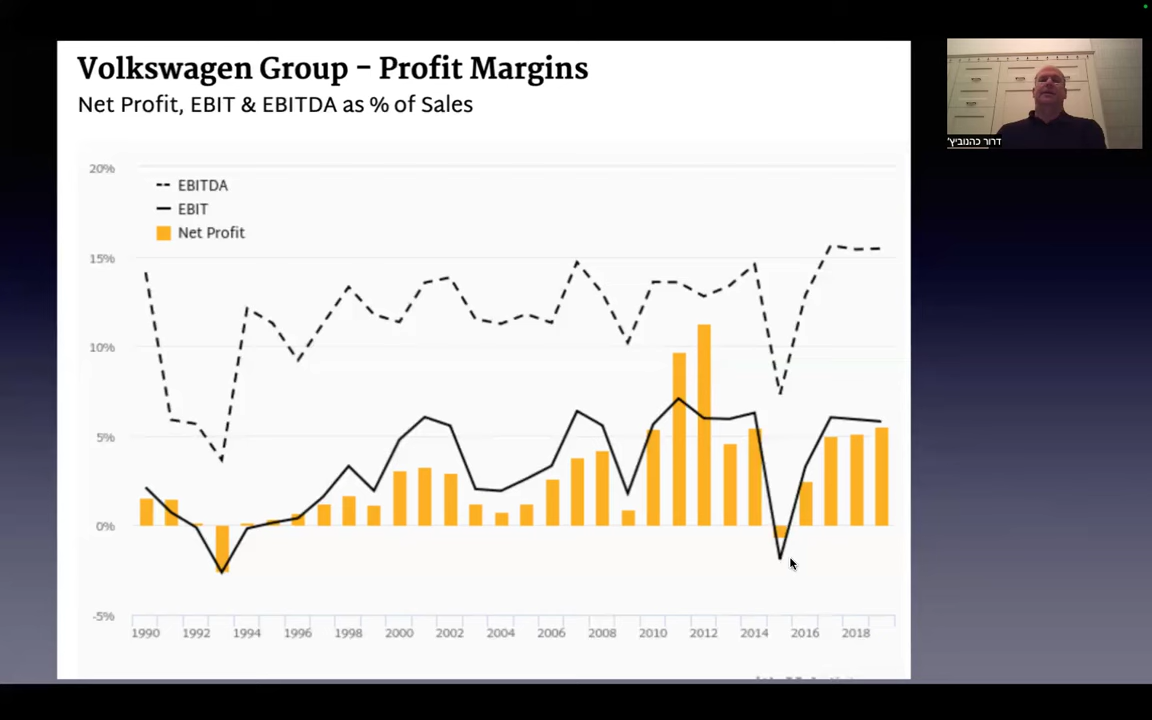 Volkswagen Group – Profit Margins
Net Profit, EBIT & EBITDA as % of Sales
20%
EBITDA
EBIT
Net Profit
15%
10%
5%
0%
-5%
1990 1992 1994 1996 1998 2000 2002 2004 2006 2008 2010 2012 2014 2016 2018
דרור כהנוביץ'